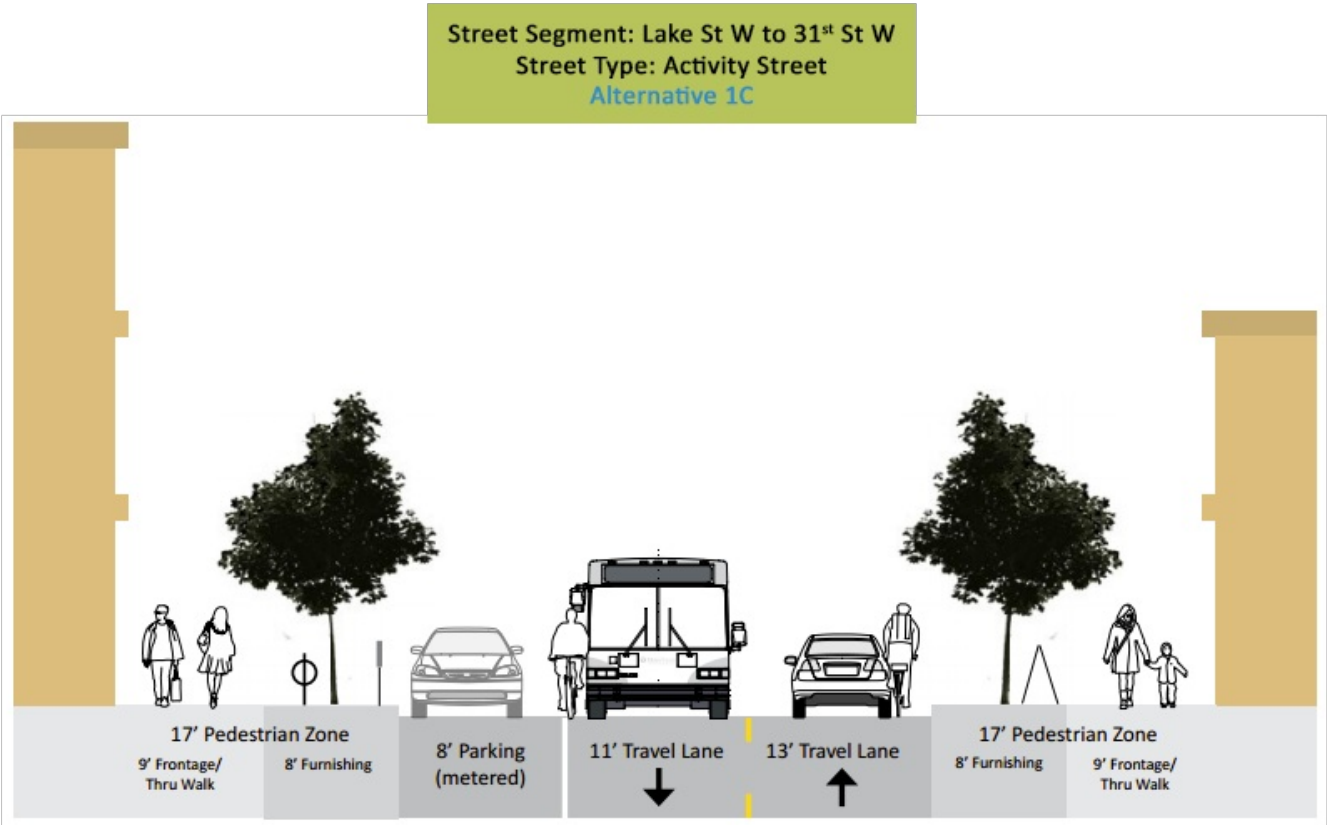 Street Segment: Lake St W to 31st St W
Street Type: Activity Street
Alternative 1C
17’ Pedestrian Zone
9’ Frontage/
Thru Walk
8’ Furnishing
8’ Parking
(metered)
11’ Travel Lane
13’ Travel Lane
17’ Pedestrian Zone
8’ Furnishing
9’ Frontage/
Thru Walk